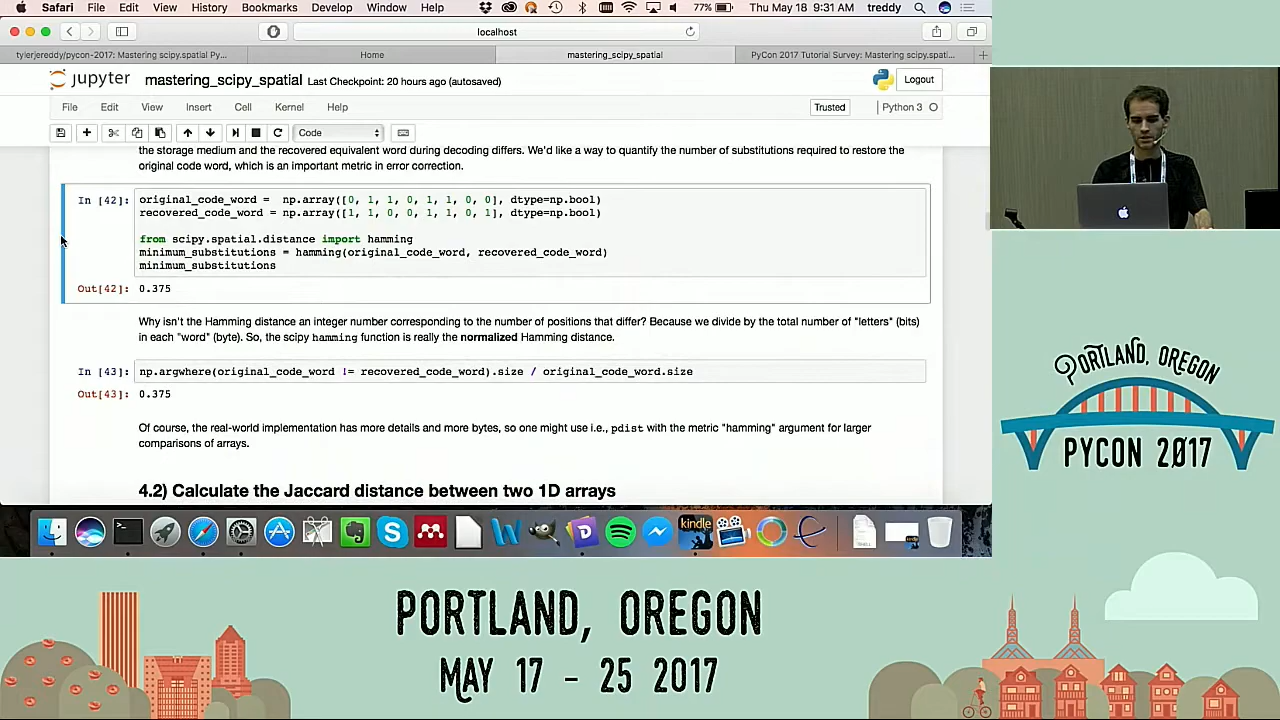 Safari File Edit View History Bookmarks Develop Window Help
77% Thu May 18 9:31 AM treddy
localhost
tylerjereddy/pycon-2017: Mastering scipy.spatial Py...
Home
mastering_scipy_spatial
PyCon 2017 Tutorial Survey: Mastering scipy.spati...
jupyter mastering_scipy_spatial Last Checkpoint: 20 hours ago (autosaved)
Logout
File Edit View Insert Cell Kernel Help
Trusted
Python 3
Code
the storage medium and the recovered equivalent word during decoding differs. We'd like a way to quantify the number of substitutions required to restore the
original code word, which is an important metric in error correction.
In [42]: original_code_word =  np.array([0, 1, 1, 0, 1, 1, 0, 0], dtype=np.bool)
recovered_code_word = np.array([1, 1, 0, 0, 1, 1, 0, 1], dtype=np.bool)
from scipy.spatial.distance import hamming
minimum_substitutions = hamming(original_code_word, recovered_code_word)
minimum_substitutions
Out[42]: 0.375
Why isn't the Hamming distance an integer number corresponding to the number of positions that differ? Because we divide by the total number of "letters" (bits)
in each "word" (byte). So, the scipy hamming function is really the normalized Hamming distance.
In [43]: np.argwhere(original_code_word != recovered_code_word).size / original_code_word.size
Out[43]: 0.375
Of course, the real-world implementation has more details and more bytes, so one might use i.e., pdist with the metric "hamming" argument for larger
comparisons of arrays.
4.2) Calculate the Jaccard distance between two 1D arrays
kindle
PORTLAND, OREGON
PYCON 2017
PORTLAND, OREGON
MAY 17 - 25 2017